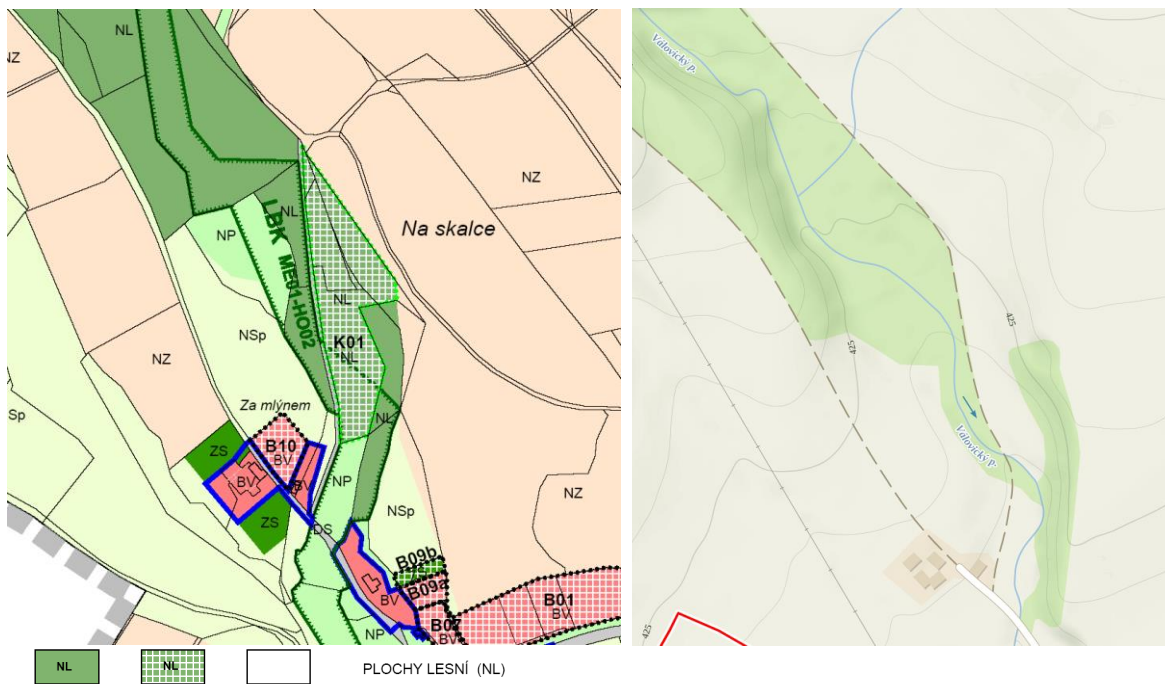 NL
NZ
NZ
Na skalce
NL
NP
LBK ME01-HO02
NL
NSp
K01
NL
NZ
Sp
Za mlýnem
NL
B10
BV
ZS
BV
BV
NP
NZ
ZS
DS
NSp
B09b
B09a
BV
B01
BV
B07
BV
NP
NL
NL
PLOCHY LESNÍ (NL)
Valovický p.
425
425
Valovický p.
425